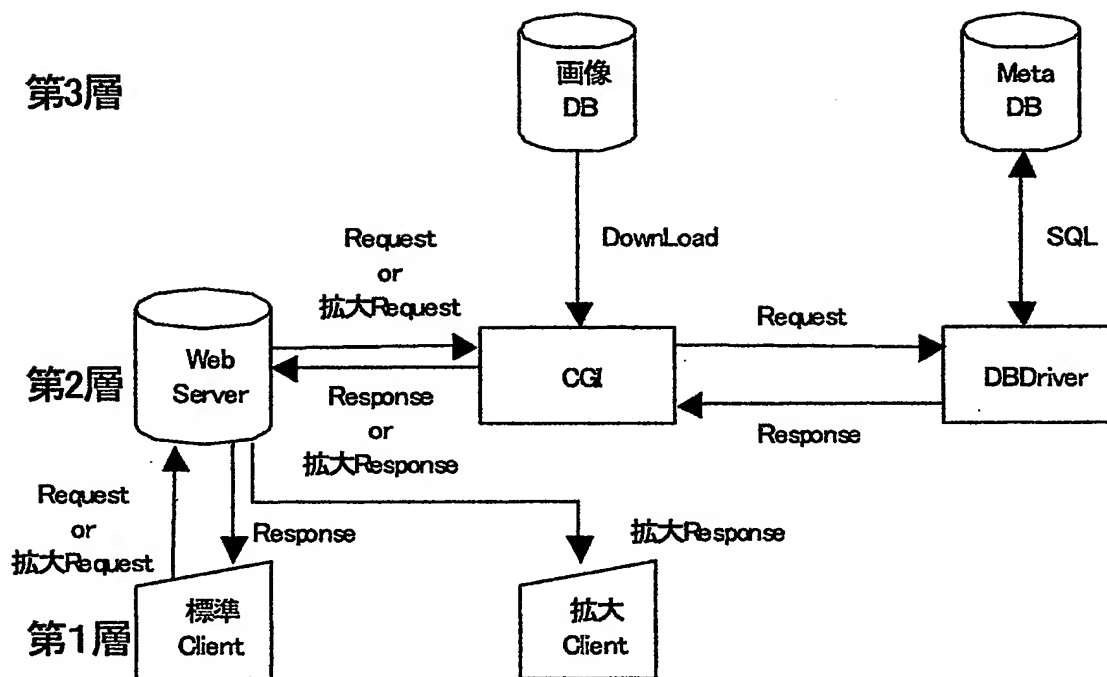 第3層
画像
DB
Meta
DB
DownLoad
SQL
Request
or
拡大Request
Request
第2層
Web
Server
CGI
DBDriver
Response
or
拡大Response
Response
Request
or
拡大Request
Response
拡大Response
第1層
標準
Client
拡大
Client